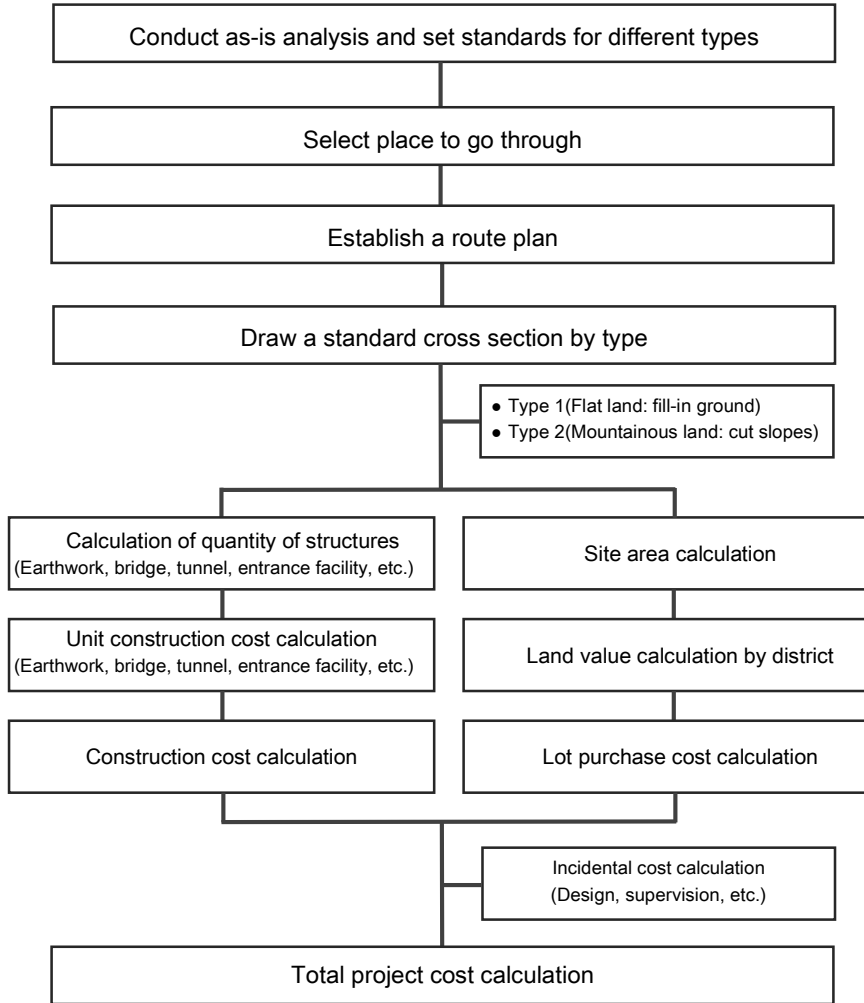 Conduct as-is analysis and set standards for different types
Select place to go through
Establish a route plan
Draw a standard cross section by type
● Type 1(Flat land: fill-in ground)
● Type 2(Mountainous land: cut slopes)
Calculation of quantity of structures
(Earthwork, bridge, tunnel, entrance facility, etc.)
Unit construction cost calculation
(Earthwork, bridge, tunnel, entrance facility, etc.)
Construction cost calculation
Site area calculation
Land value calculation by district
Lot purchase cost calculation
Incidental cost calculation
(Design, supervision, etc.)
Total project cost calculation